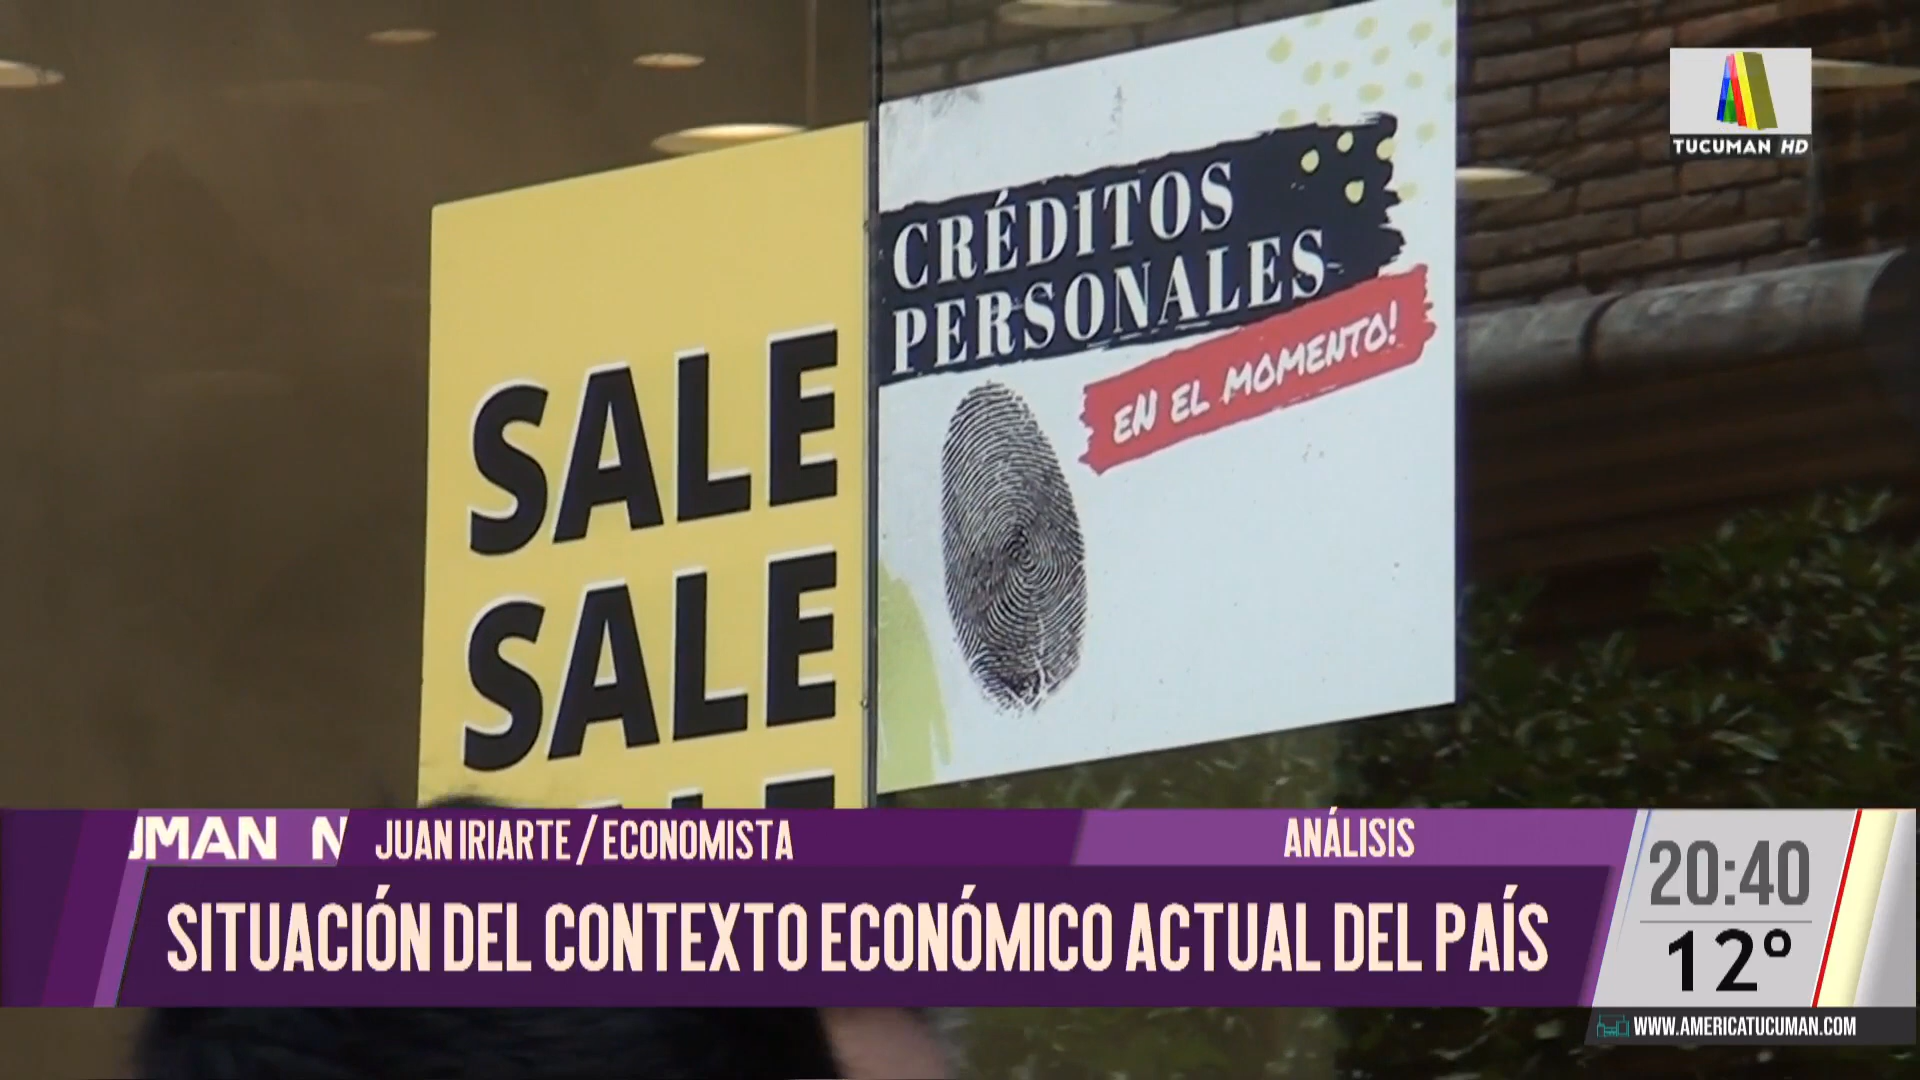 TUCUMAN HD
CRÉDITOS
PERSONALES
EN EL MOMENTO!
SALE
SALE
JUAN IRIARTE / ECONOMISTA
ANÁLISIS
SITUACIÓN DEL CONTEXTO ECONÓMICO ACTUAL DEL PAÍS
20:40
12°
WWW.AMERICATUCUMAN.COM